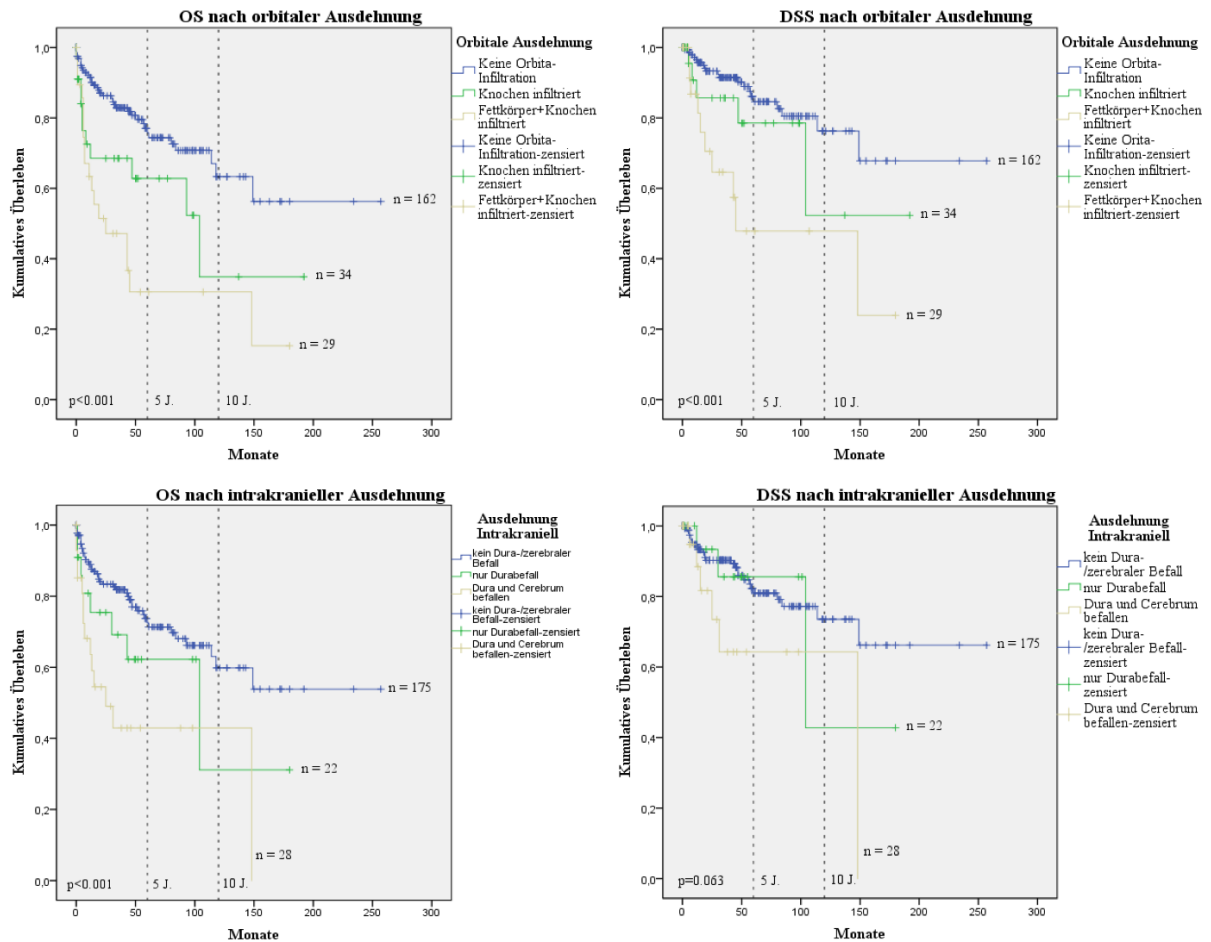 OS nach orbitaler Ausdehnung
Kumulatives Überleben
1,0
0,8
0,6
0,4
0,2
0,0
n = 162
n = 34
n = 29
p<0.001
5 J.
10 J.
0
50
100
150
200
250
300
Monate
Orbitale Ausdehnung
Keine Orbita-
Infiltration
Knochen infiltriert
Fettkörper+Knochen
infiltriert
Keine Orbita-
Infiltration-zensiert
Knochen infiltriert-
zensiert
Fettkörper+Knochen
infiltriert-zensiert
DSS nach orbitaler Ausdehnung
Kumulatives Überleben
1,0
0,8
0,6
0,4
0,2
0,0
n = 162
n = 34
n = 29
p<0.001
5 J.
10 J.
0
50
100
150
200
250
300
Monate
Orbitale Ausdehnung
Keine Orbita-
Infiltration
Knochen infiltriert
Fettkörper+Knochen
infiltriert
Keine Orita-
Infiltration-zensiert
Knochen infiltriert-
zensiert
Fettkörper+Knochen
infiltriert-zensiert
OS nach intrakranieller Ausdehnung
Kumulatives Überleben
1,0
0,8
0,6
0,4
0,2
0,0
n = 175
n = 22
n = 28
p<0.001
5 J.
10 J.
0
50
100
150
200
250
300
Monate
Ausdehnung
Intrakraniell
kein Dura-/zerebraler
Befall
nur Durabefall
Dura und Cerebrum
befallen
kein Dura-/zerebraler
Befall-zensiert
nur Durabefall-zensiert
Dura und Cerebrum
befallen-zensiert
DSS nach intrakranieller Ausdehnung
Kumulatives Überleben
1,0
0,8
0,6
0,4
0,2
0,0
n = 175
n = 22
n = 28
p=0.063
5 J.
10 J.
0
50
100
150
200
250
300
Monate
Ausdehnung
Intrakraniell
kein Dura-
/zerebraler Befall
nur Durabefall
Dura und Cerebrum
befallen
kein Dura-
/zerebraler Befall-
zensiert
nur Durabefall-
zensiert
Dura und Cerebrum
befallen-zensiert